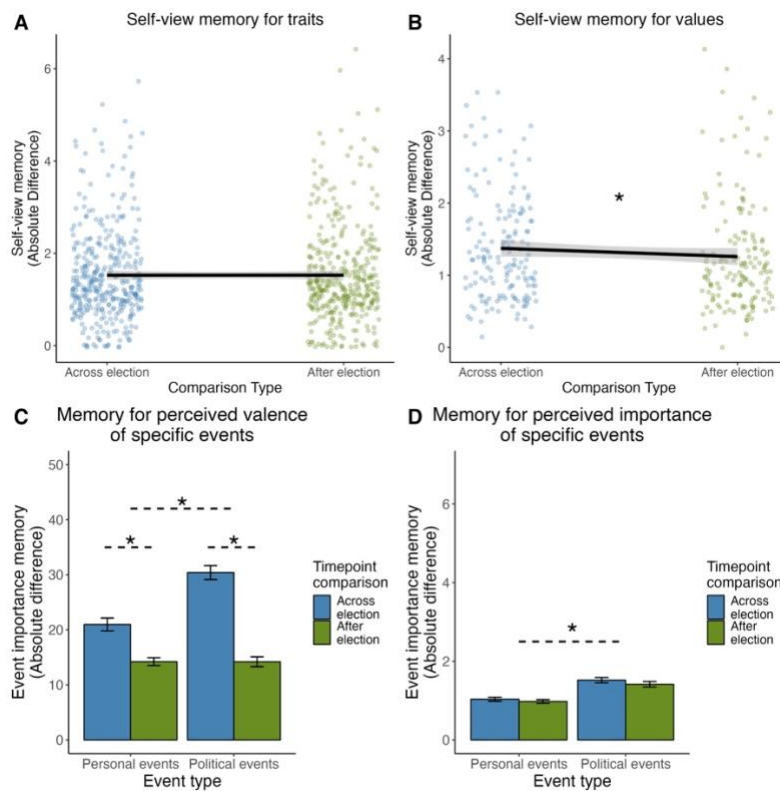 A Self-view memory for traits
Self-view memory
(Absolute Difference)
6
4
2
0
Across election
After election
Comparison Type
B Self-view memory for values
Self-view memory
(Absolute Difference)
4
3
2
1
0
*
Across election
After election
Comparison Type
C Memory for perceived valence
of specific events
Event importance memory
(Absolute difference)
50
40
30
20
10
0
*
* *
Personal events
Political events
Event type
Timepoint
comparison
Across
election
After
election
D Memory for perceived importance
of specific events
Event importance memory
(Absolute difference)
6
4
2
0
*
Personal events
Political events
Event type
Timepoint
comparison
Across
election
After
election